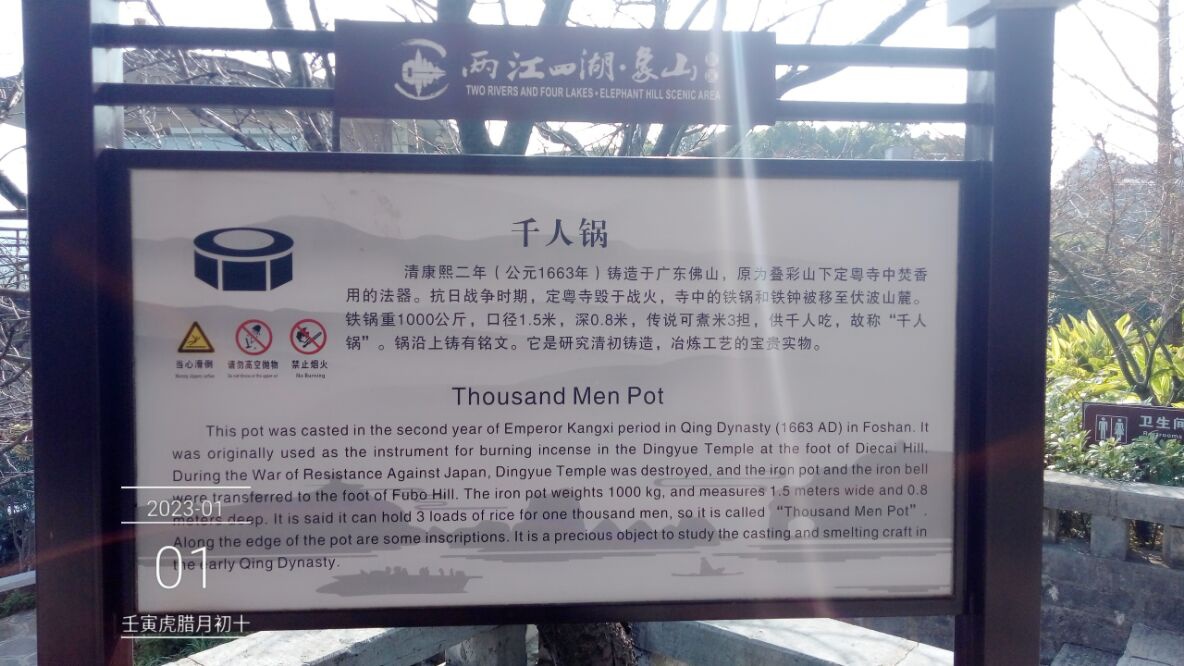 两江四湖·象山
TWO RIVERS AND FOUR LAKES • ELEPHANT HILL SCENIC AREA
千人锅
清康熙二年（公元1663年）铸造于广东佛山，原为叠彩山下定粤寺中焚香
用的法器。抗日战争时期，定粤寺毁于战火，寺中的铁锅和铁钟被移至伏波山麓。
铁锅重1000公斤，口径1.5米，深0.8米，传说可煮米3担，供千人吃，故称“千人
锅”。锅沿上铸有铭文。它是研究清初铸造，冶炼工艺的宝贵实物。
当心滑倒
请勿高空抛物
禁止烟火
No Burning
Thousand Men Pot
This pot was casted in the second year of Emperor Kangxi period in Qing Dynasty (1663 AD) in Foshan. It
was originally used as the instrument for burning incense in the Dingyue Temple at the foot of Diecai Hill.
During the War of Resistance Against Japan, Dingyue Temple was destroyed, and the iron pot and the iron bell
were transferred to the foot of Fubo Hill. The iron pot weights 1000 kg, and measures 1.5 meters wide and 0.8
meters deep. It is said it can hold 3 loads of rice for one thousand men, so it is called “Thousand Men Pot”.
Along the edge of the pot are some inscriptions. It is a precious object to study the casting and smelting craft in
the early Qing Dynasty.
卫生间
Restrooms
2023-01
01
壬寅虎腊月初十